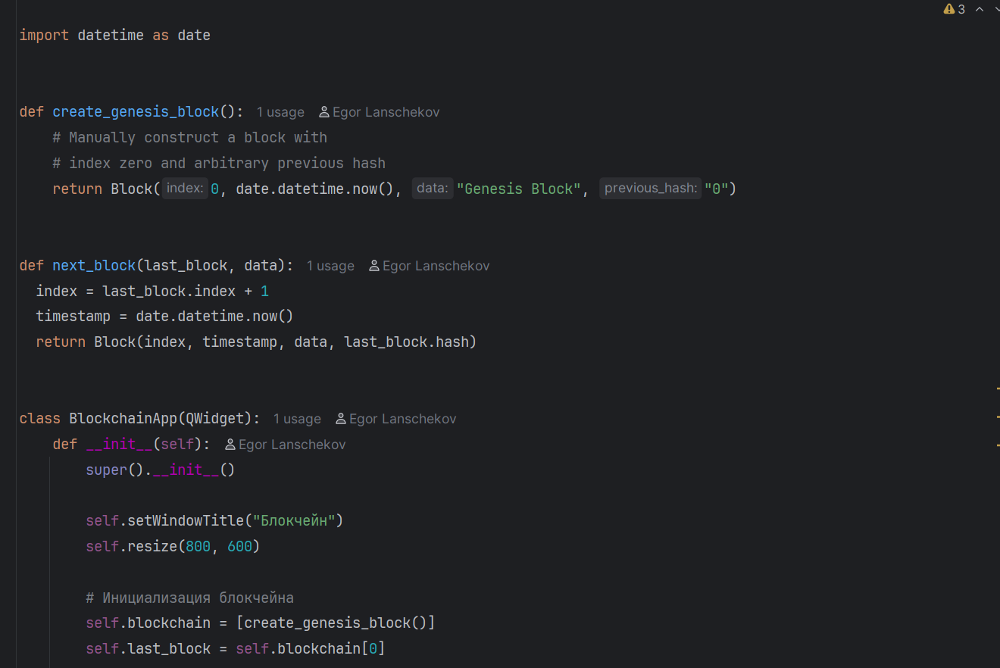 3
import datetime as date
def create_genesis_block(): 1 usage Egor Lanschekov
# Manually construct a block with
# index zero and arbitrary previous hash
return Block(index: 0, date.datetime.now(), data: "Genesis Block", previous_hash: "0")
def next_block(last_block, data): 1 usage Egor Lanschekov
index = last_block.index + 1
timestamp = date.datetime.now()
return Block(index, timestamp, data, last_block.hash)
class BlockchainApp(QWidget): 1 usage Egor Lanschekov
def __init__(self): Egor Lanschekov
super().__init__()
self.setWindowTitle("Блокчейн")
self.resize(800, 600)
# Инициализация блокчейна
self.blockchain = [create_genesis_block()]
self.last_block = self.blockchain[0]